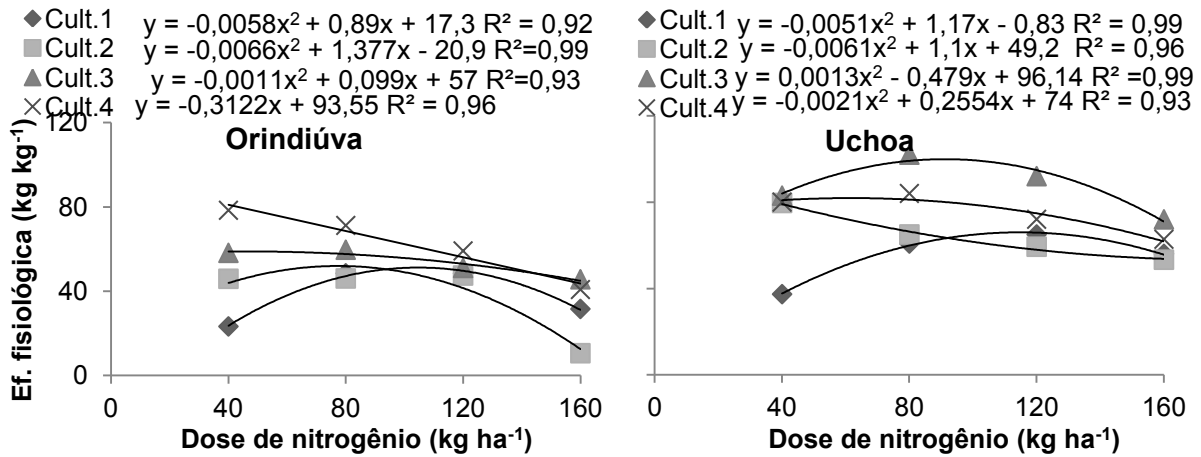 Cult.1 y = -0,0058x² + 0,89x + 17,3 R² = 0,92
Cult.2 y = -0,0066x² + 1,377x - 20,9 R²=0,99
Cult.3 y = -0,0011x² + 0,099x + 57 R²=0,93
Cult.4 y = -0,3122x + 93,55 R² = 0,96
Orindiúva
Ef. fisiológica (kg kg⁻¹)
120
80
40
0
0 40 80 120 160
Dose de nitrogênio (kg ha⁻¹)
Cult.1 y = -0,0051x² + 1,17x - 0,83 R² = 0,99
Cult.2 y = -0,0061x² + 1,1x + 49,2 R² = 0,96
Cult.3 y = 0,0013x² - 0,479x + 96,14 R² =0,99
Cult.4 y = -0,0021x² + 0,2554x + 74 R² = 0,93
Uchoa
0 40 80 120 160
Dose de nitrogênio (kg ha⁻¹)